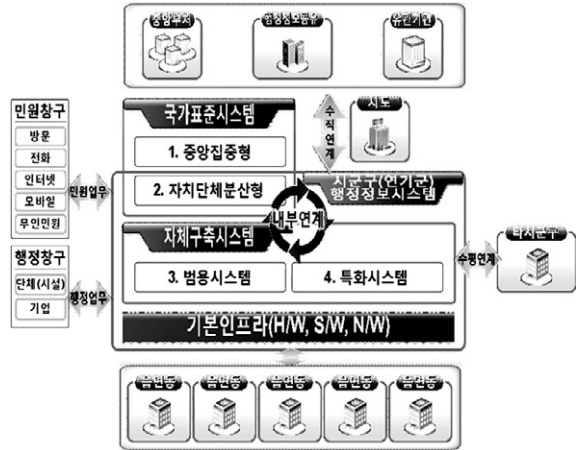 중앙부처
행정정보공유
유관기관
민원창구
방문
전화
인터넷
모바일
무인민원
행정창구
단체(시설)
기업
민원업무
행정업무
국가표준시스템
1. 중앙집중형
2. 자치단체분산형
수직연계
시도
시군구(연기군)
행정정보시스템
내부연계
자체구축시스템
3. 범용시스템
4. 특화시스템
기본인프라(H/W, S/W, N/W)
수평연계
타시군구
읍면동
읍면동
읍면동
읍면동
읍면동